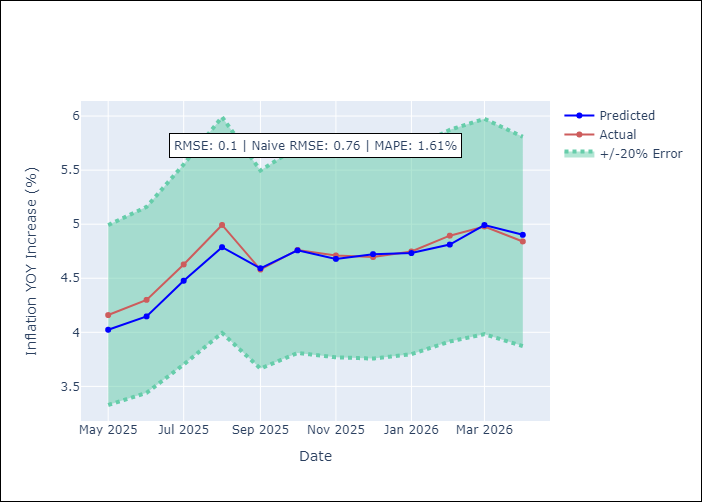 Predicted
Actual
+/-20% Error
RMSE: 0.1 | Naive RMSE: 0.76 | MAPE: 1.61%
Inflation YOY Increase (%)
6
5.5
5
4.5
4
3.5
May 2025
Jul 2025
Sep 2025
Nov 2025
Jan 2026
Mar 2026
Date